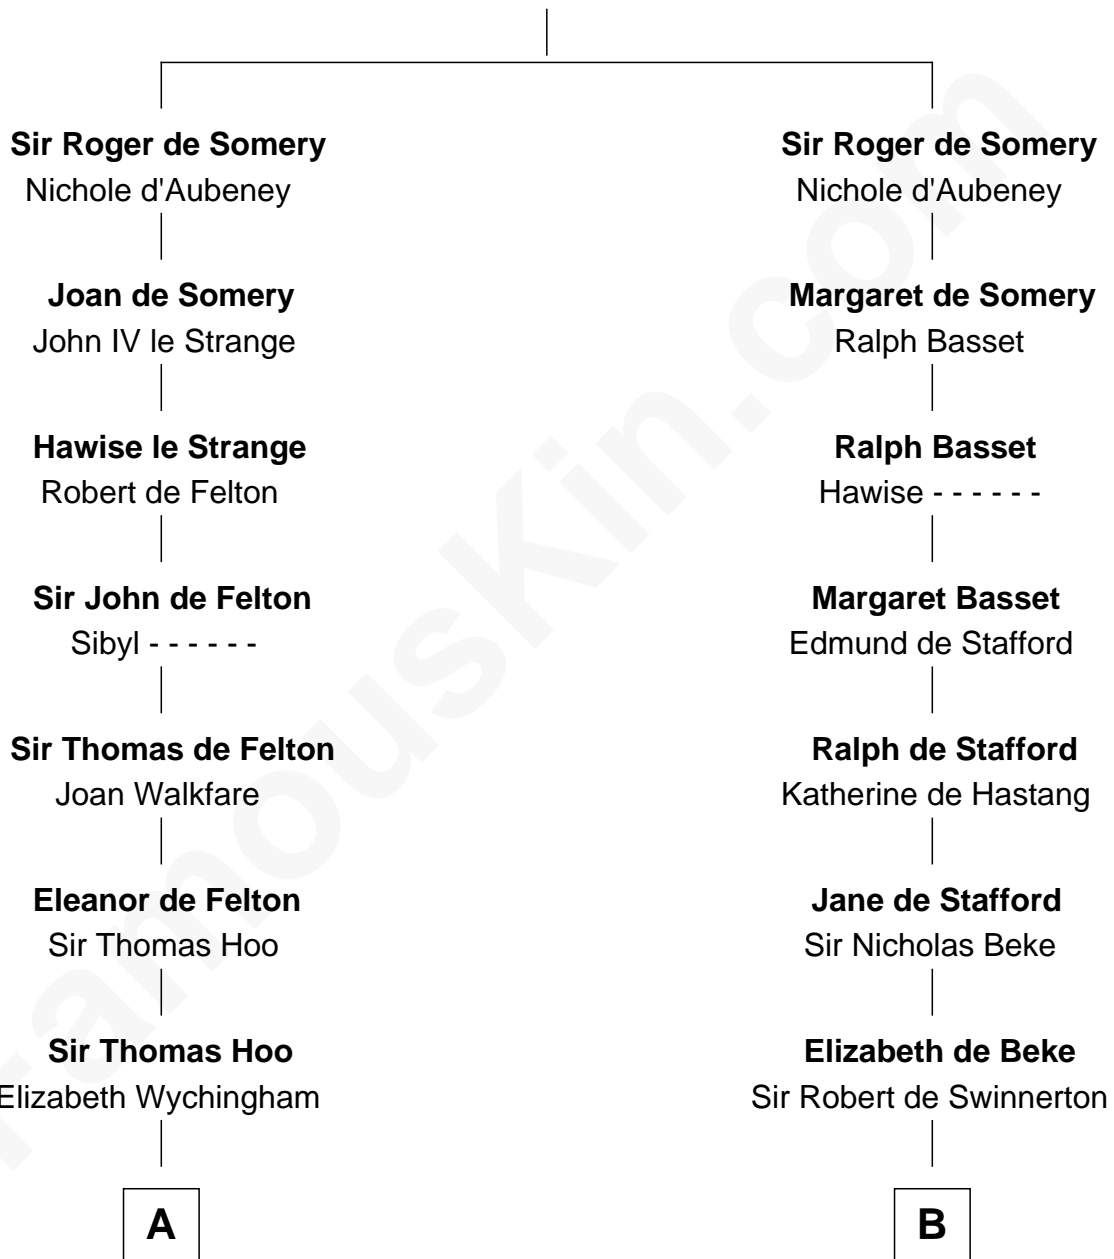 Sir Roger de Somery
Nichole d'Aubeney
Joan de Somery
John IV le Strange
Hawise le Strange
Robert de Felton
Sir John de Felton
Sibyl - - - - - -
Sir Thomas de Felton
Joan Walkfare
Eleanor de Felton
Sir Thomas Hoo
Sir Thomas Hoo
Elizabeth Wychingham
A
Sir Roger de Somery
Nichole d'Aubeney
Margaret de Somery
Ralph Basset
Ralph Basset
Hawise - - - - - -
Margaret Basset
Edmund de Stafford
Ralph de Stafford
Katherine de Hastang
Jane de Stafford
Sir Nicholas Beke
Elizabeth de Beke
Sir Robert de Swinnerton
B
FamousKin.com